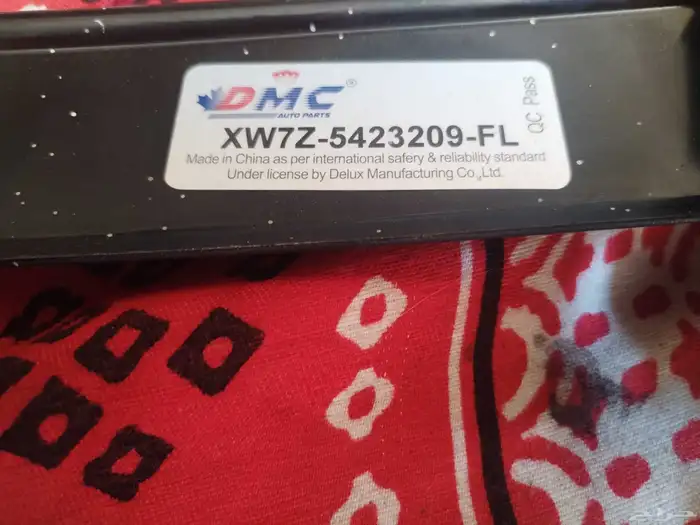 DMC ®
AUTO PARTS
XW7Z-5423209-FL
Made in China as per international safery & reliability standard
Under license by Delux Manufacturing Co.,Ltd.
QC Pass